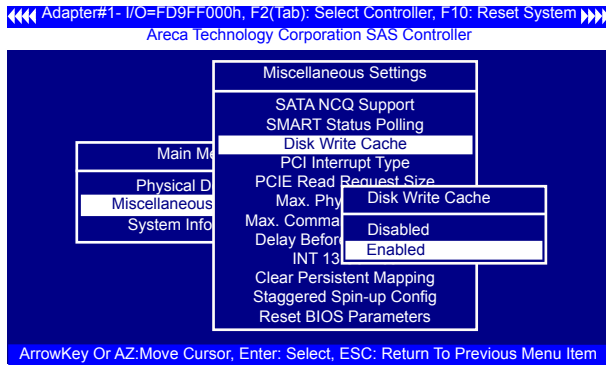 Adapter#1- I/O=FD9FF000h, F2(Tab): Select Controller, F10: Reset System
Areca Technology Corporation SAS Controller
Main Me
Physical D
Miscellaneous
System Info
Miscellaneous Settings
SATA NCQ Support
SMART Status Polling
Disk Write Cache
PCI Interrupt Type
PCIE Read Request Size
Max. Phy
Max. Comma
Delay Before
INT 13
Clear Persistent Mapping
Staggered Spin-up Config
Reset BIOS Parameters
Disk Write Cache
Disabled
Enabled
ArrowKey Or AZ:Move Cursor, Enter: Select, ESC: Return To Previous Menu Item